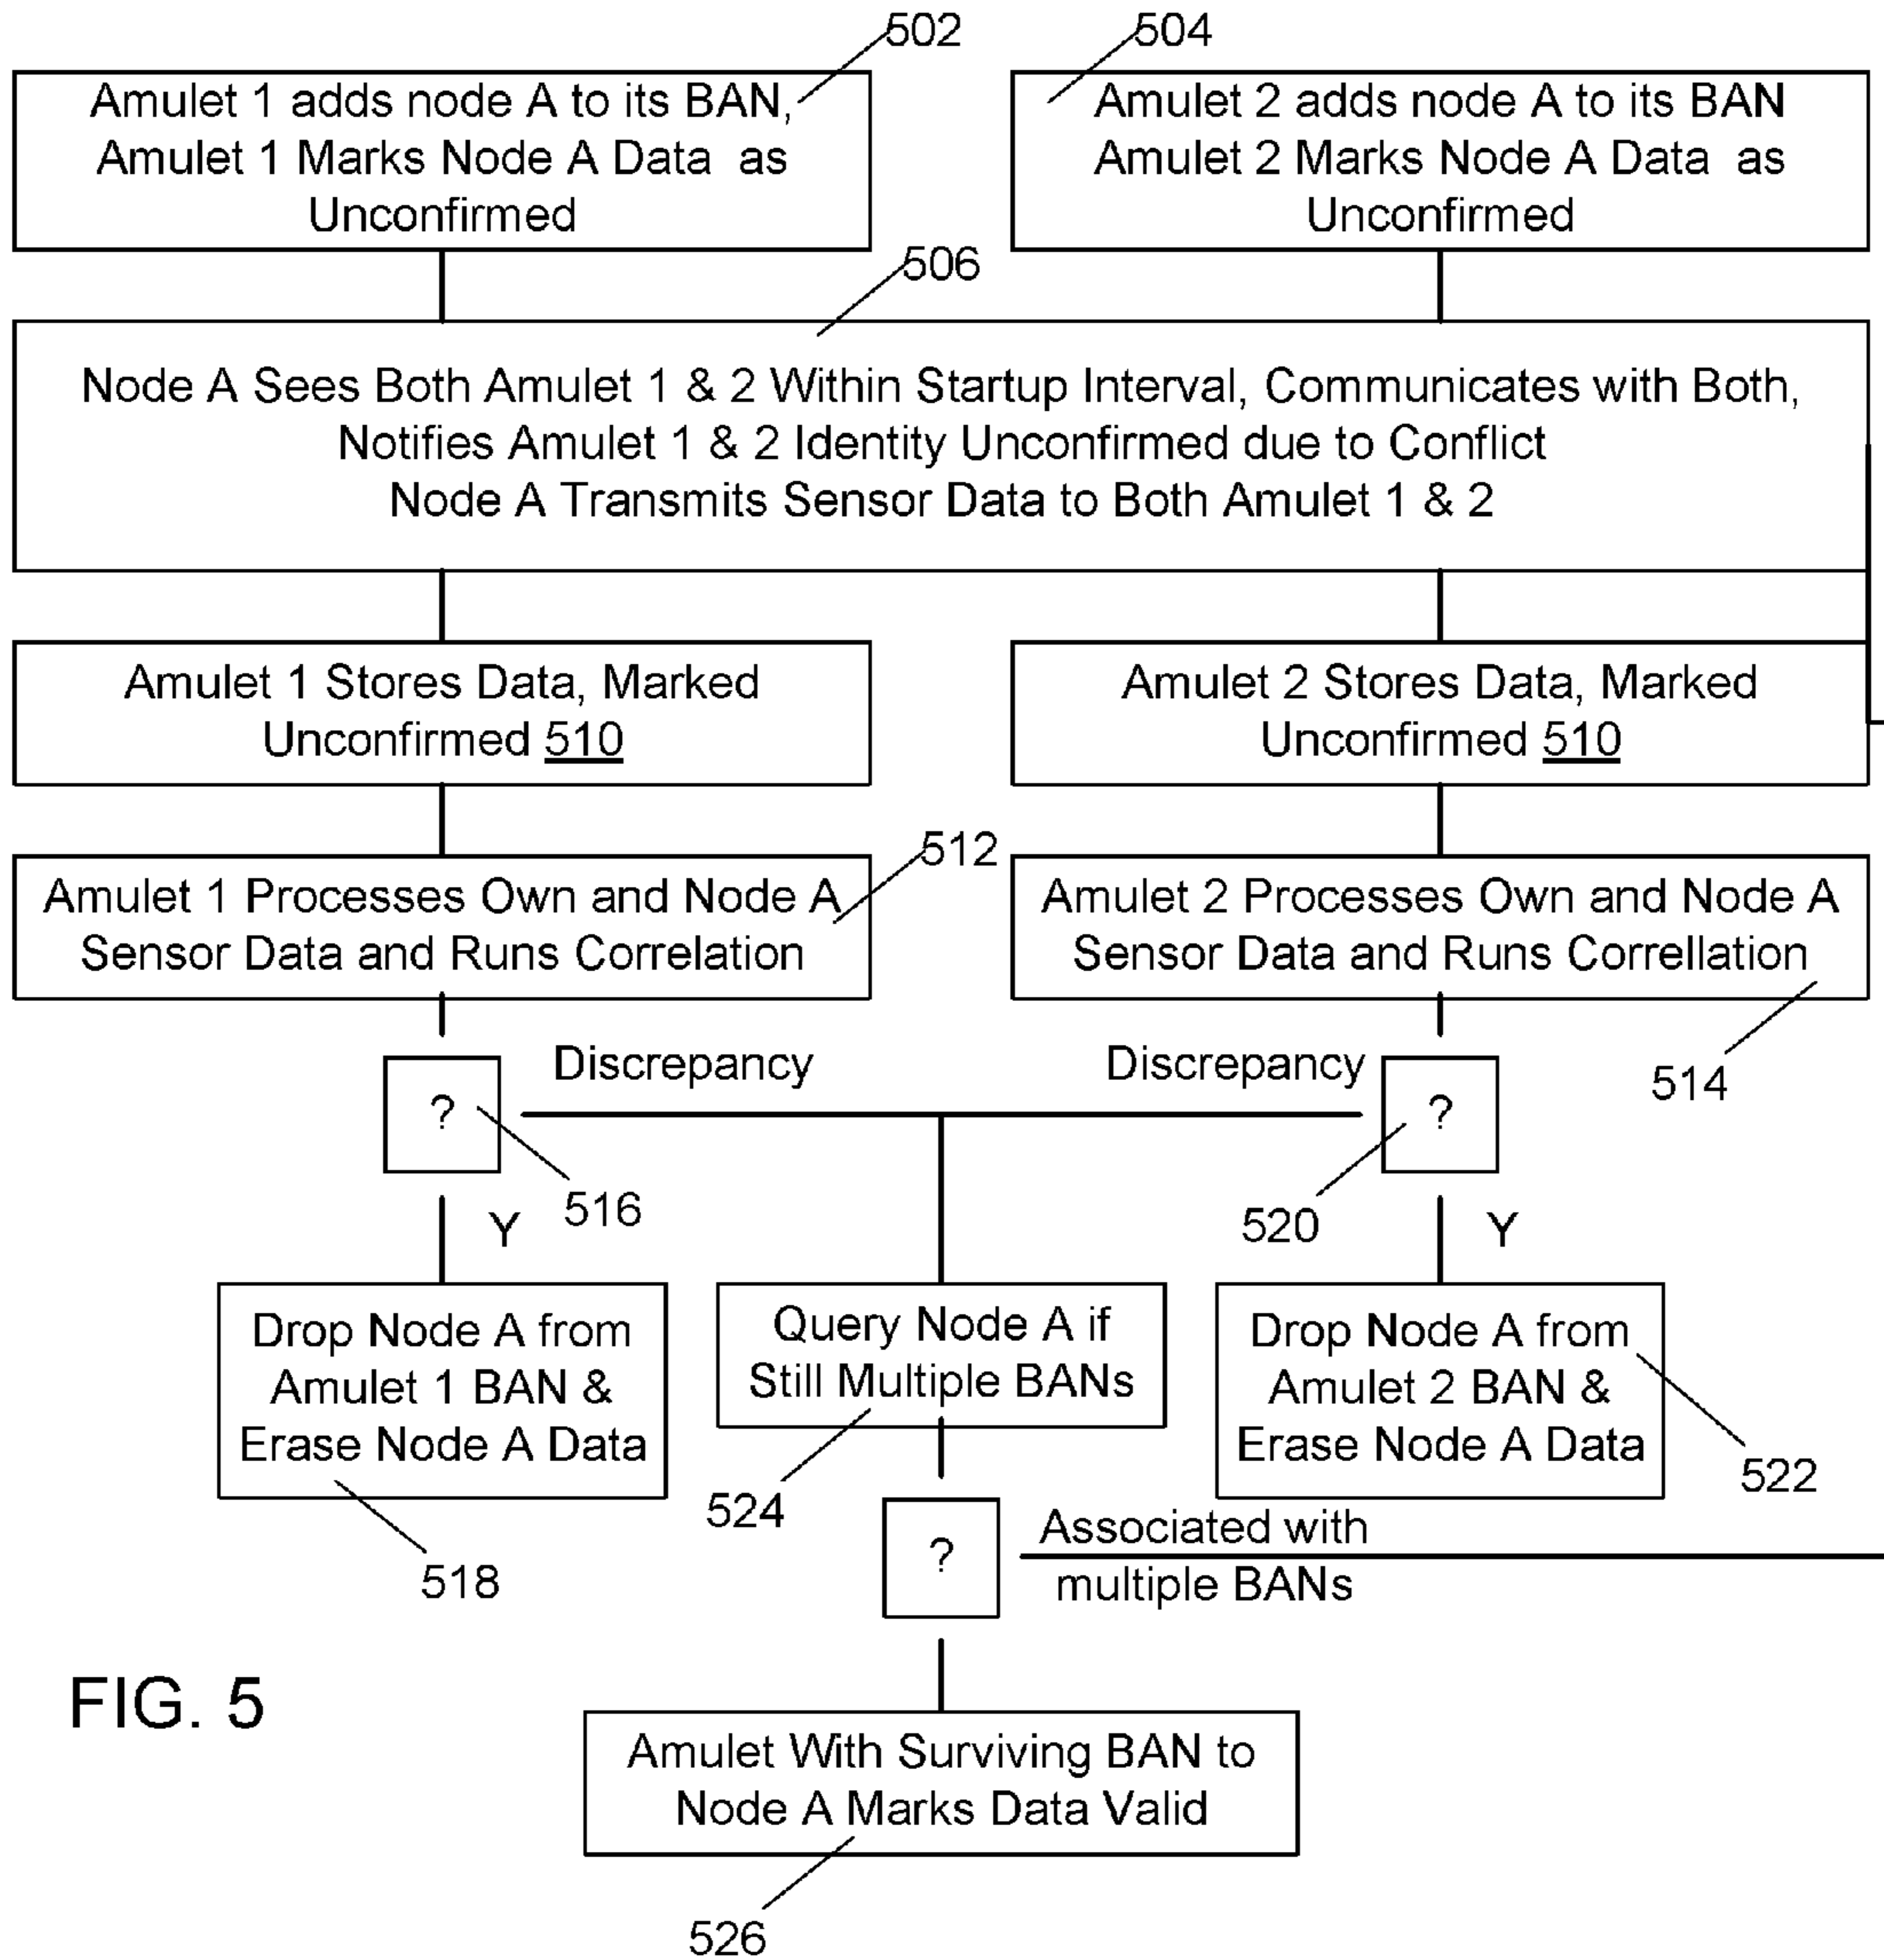 502
504
Amulet 1 adds node A to its BAN,
Amulet 1 Marks Node A Data as
Unconfirmed
Amulet 2 adds node A to its BAN
Amulet 2 Marks Node A Data as
Unconfirmed
506
Node A Sees Both Amulet 1 & 2 Within Startup Interval, Communicates with Both,
Notifies Amulet 1 & 2 Identity Unconfirmed due to Conflict
Node A Transmits Sensor Data to Both Amulet 1 & 2
Amulet 1 Stores Data, Marked
Unconfirmed 510
Amulet 2 Stores Data, Marked
Unconfirmed 510
512
Amulet 1 Processes Own and Node A
Sensor Data and Runs Correlation
Amulet 2 Processes Own and Node A
Sensor Data and Runs Correllation
514
Discrepancy
Discrepancy
?
?
516
520
Y
Y
Drop Node A from
Amulet 1 BAN &
Erase Node A Data
Query Node A if
Still Multiple BANs
Drop Node A from
Amulet 2 BAN &
Erase Node A Data
522
524
518
?
Associated with
multiple BANs
FIG. 5
Amulet With Surviving BAN to
Node A Marks Data Valid
526